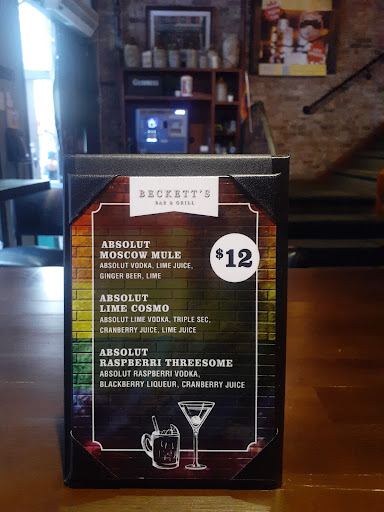 BECKETT'S
BAR & GRILL
ABSOLUT
MOSCOW MULE
ABSOLUT VODKA, LIME JUICE,
GINGER BEER, LIME
$12
ABSOLUT
LIME COSMO
ABSOLUT LIME VODKA, TRIPLE SEC,
CRANBERRY JUICE, LIME JUICE
ABSOLUT
RASPBERRI THREESOME
ABSOLUT RASPBERRI VODKA,
BLACKBERRY LIQUEUR, CRANBERRY JUICE
GUINNESS